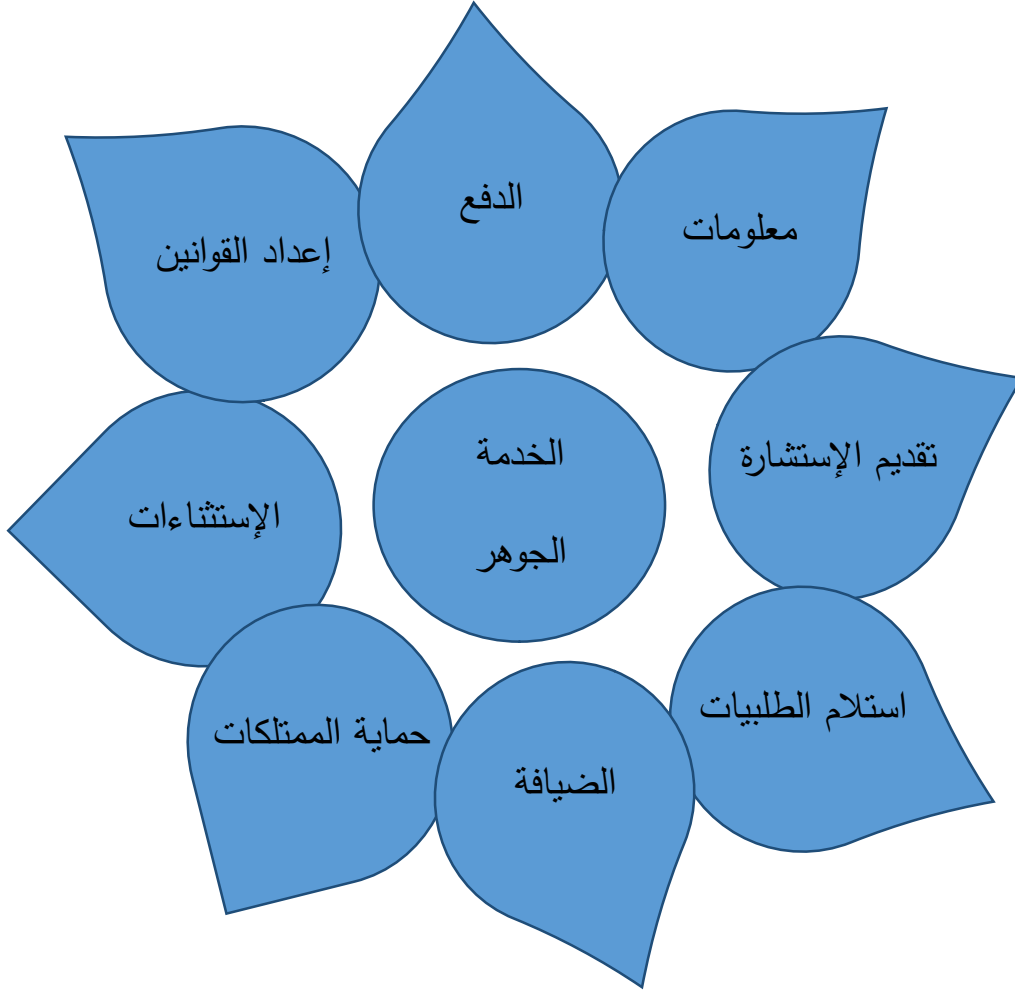 الدفع
معلومات
إعداد القوانين
تقديم الإستشارة
الخدمة
الجوهر
الإستثناءات
استلام الطلبيات
حماية الممتلكات
الضيافة